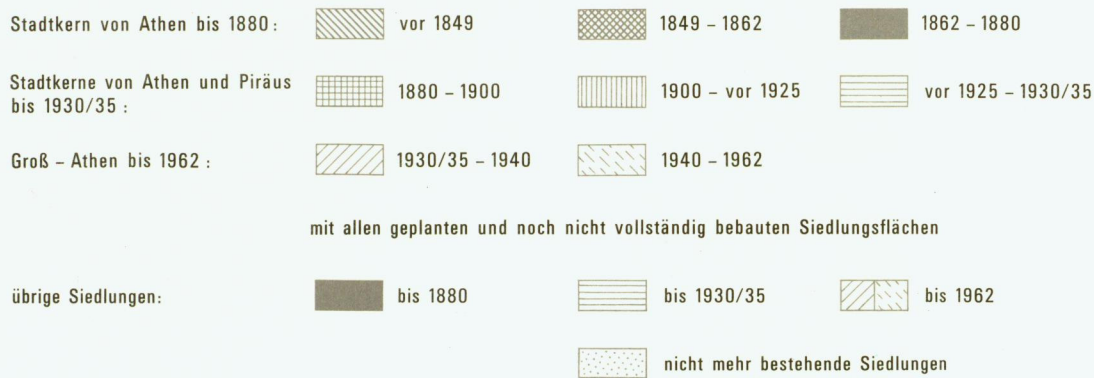 Stadtkern von Athen bis 1880: vor 1849 1849 – 1862 1862 – 1880
Stadtkerne von Athen und Piräus
bis 1930/35: 1880 – 1900 1900 – vor 1925 vor 1925 – 1930/35
Groß – Athen bis 1962: 1930/35 – 1940 1940 – 1962
mit allen geplanten und noch nicht vollständig bebauten Siedlungsflächen
übrige Siedlungen: bis 1880 bis 1930/35 bis 1962
nicht mehr bestehende Siedlungen